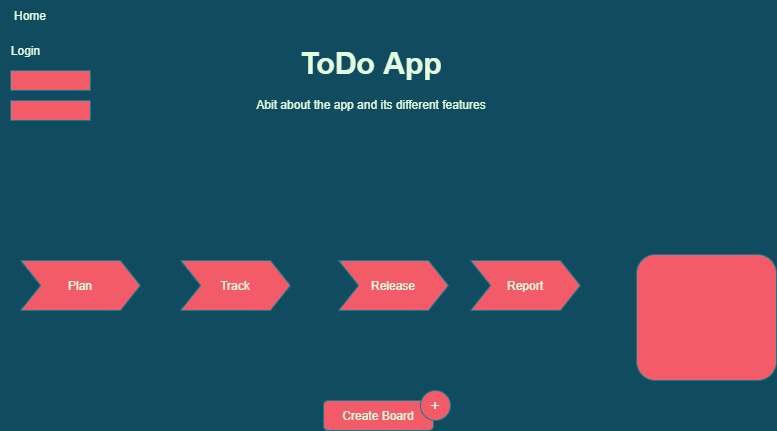 Home
Login
ToDo App
Abit about the app and its different features
Plan
Track
Release
Report
Create Board
+